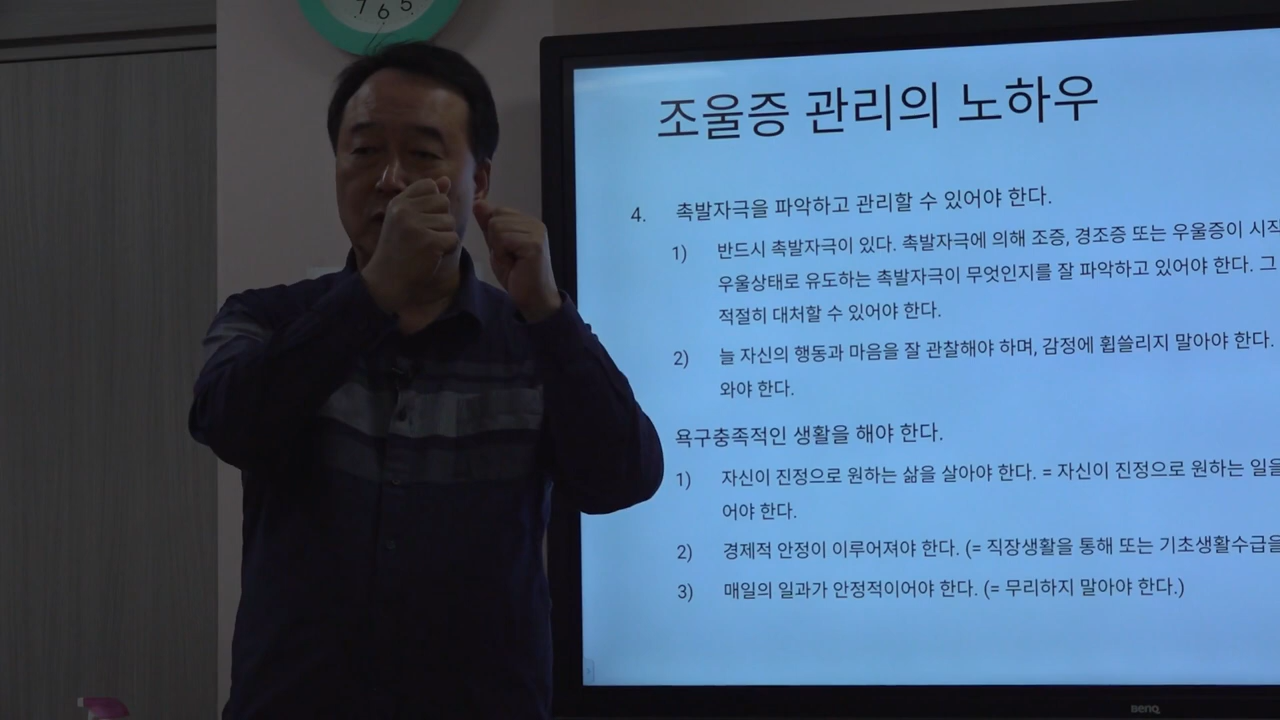 7 6 5
조울증 관리의 노하우
4. 촉발자극을 파악하고 관리할 수 있어야 한다.
1) 반드시 촉발자극이 있다. 촉발자극에 의해 조증, 경조증 또는 우울증이 시작
우울상태로 유도하는 촉발자극이 무엇인지를 잘 파악하고 있어야 한다. 그
적절히 대처할 수 있어야 한다.
2) 늘 자신의 행동과 마음을 잘 관찰해야 하며, 감정에 휩쓸리지 말아야 한다.
와야 한다.
욕구충족적인 생활을 해야 한다.
1) 자신이 진정으로 원하는 삶을 살아야 한다. = 자신이 진정으로 원하는 일을
어야 한다.
2) 경제적 안정이 이루어져야 한다. (= 직장생활을 통해 또는 기초생활수급을
3) 매일의 일과가 안정적이어야 한다. (= 무리하지 말아야 한다.)
BenQ